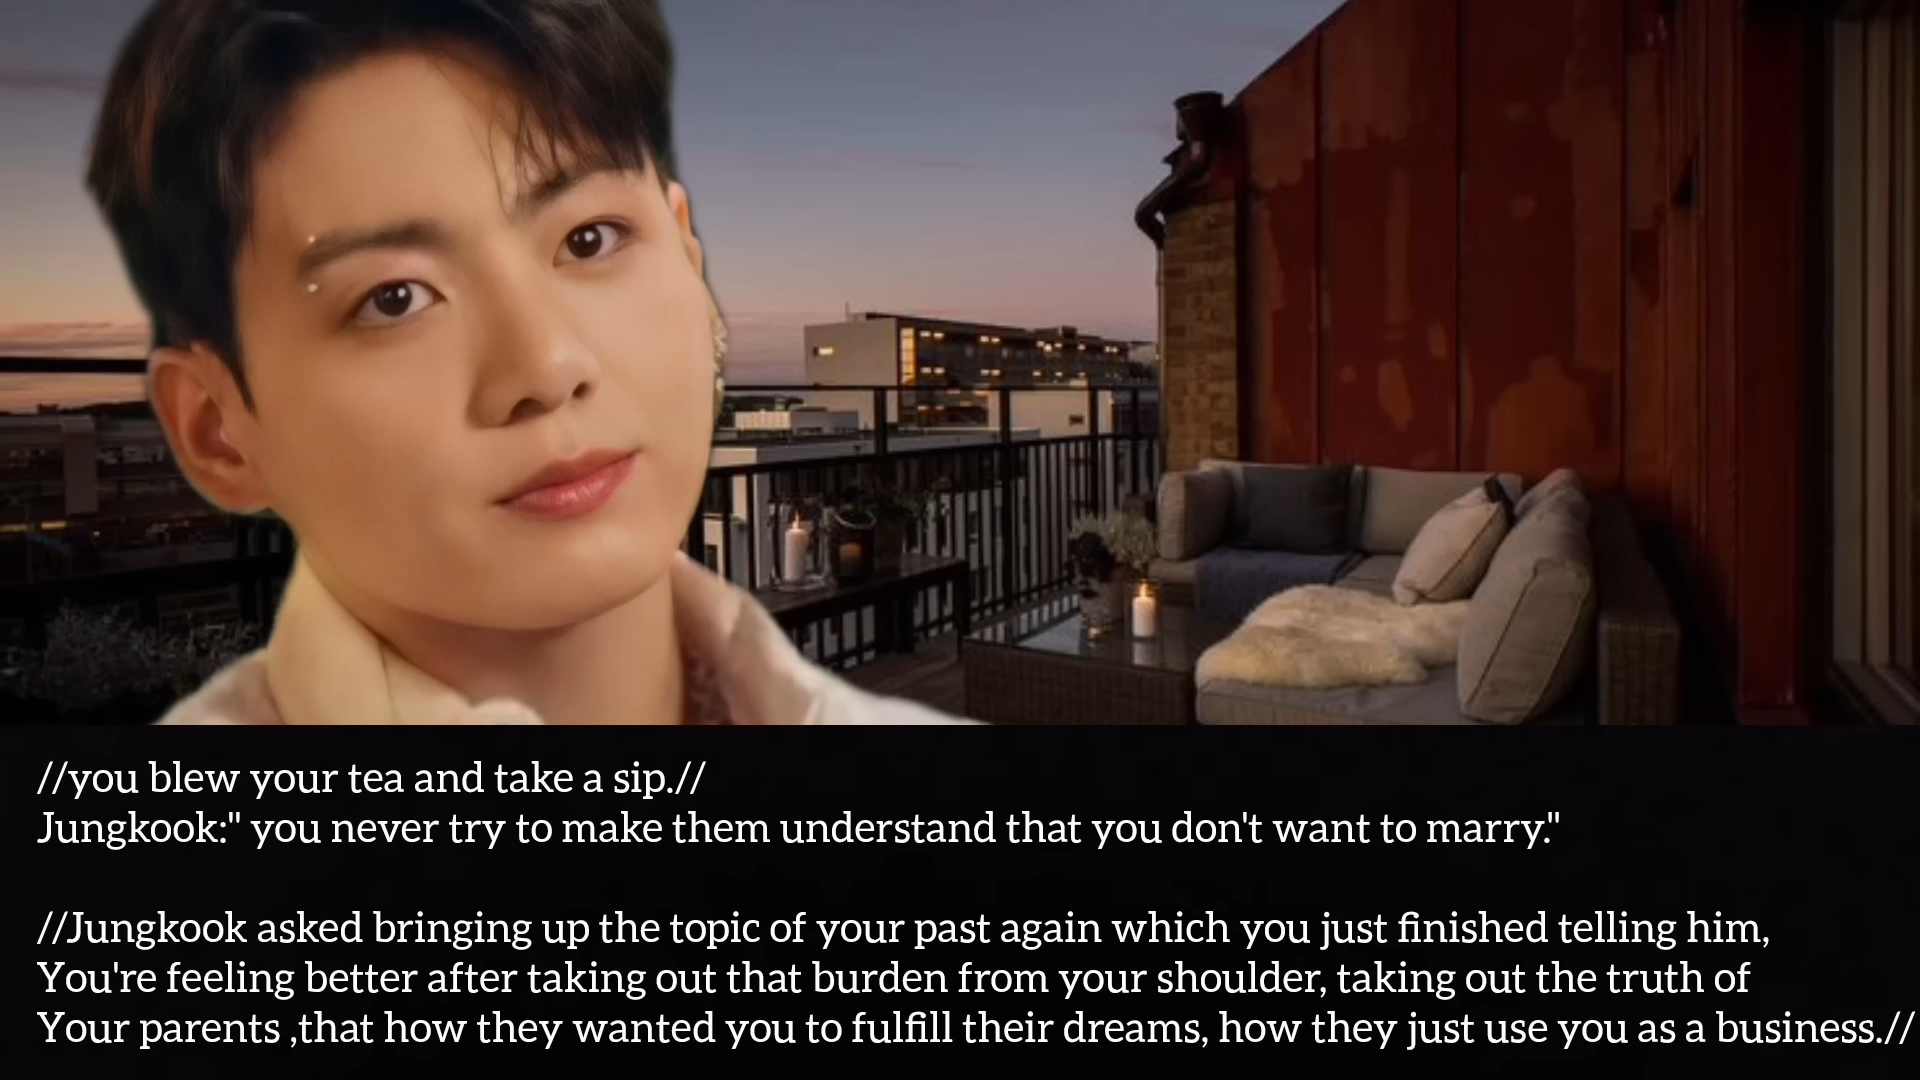 //you blew your tea and take a sip.//
Jungkook:" you never try to make them understand that you don't want to marry."
//Jungkook asked bringing up the topic of your past again which you just finished telling him,
You're feeling better after taking out that burden from your shoulder, taking out the truth of
Your parents ,that how they wanted you to fulfill their dreams, how they just use you as a business.//